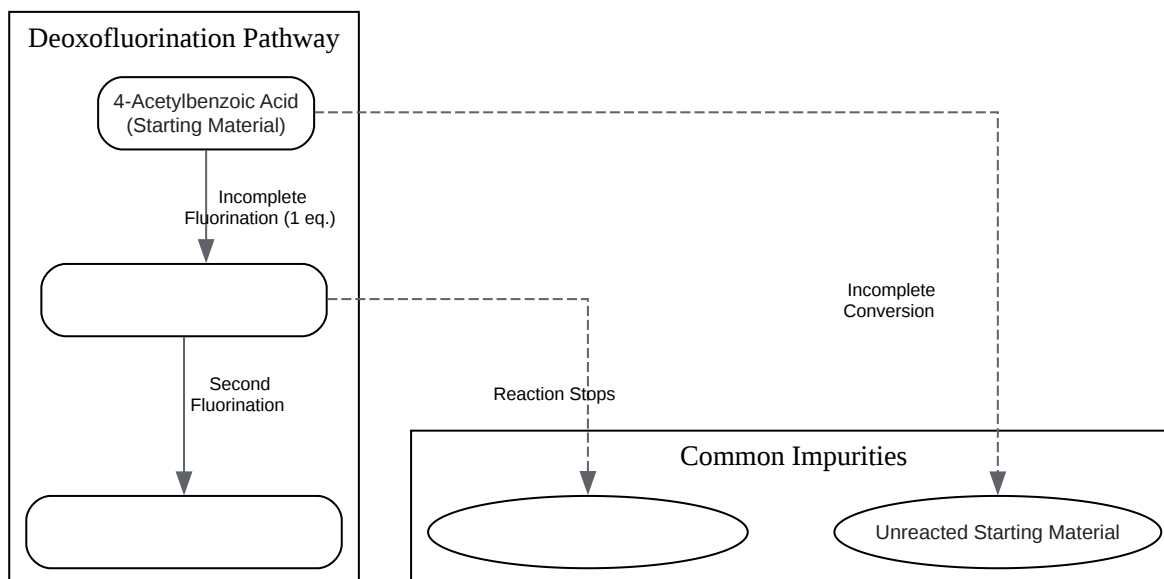 Deoxofluorination Pathway
4-Acetylbenzoic Acid
(Starting Material)
Incomplete
Fluorination (1 eq.)
Incomplete
Conversion
Second
Fluorination
Reaction Stops
Common Impurities
Unreacted Starting Material